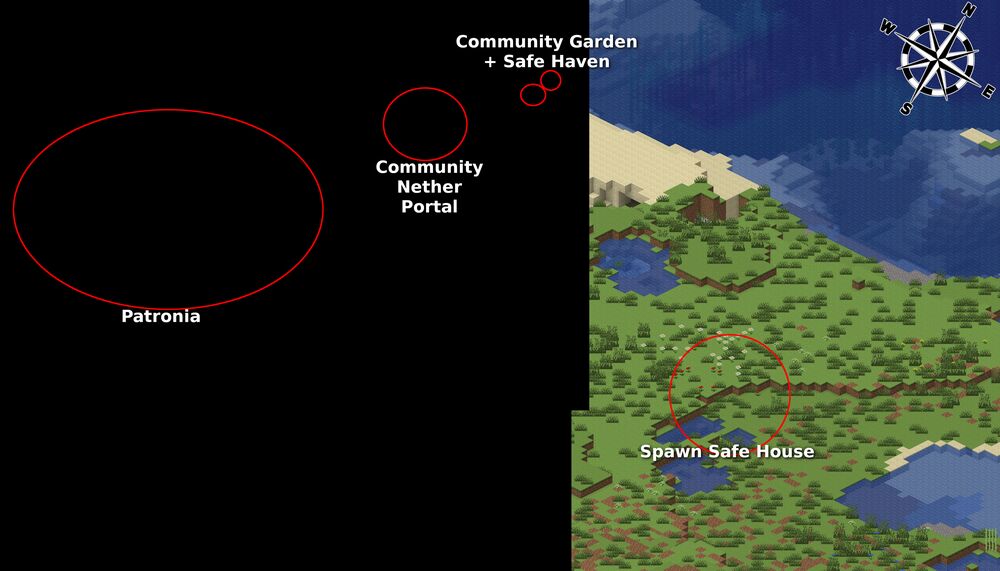 N
W
E
S
Community Garden
+ Safe Haven
Community
Nether
Portal
Patronia
Spawn Safe House